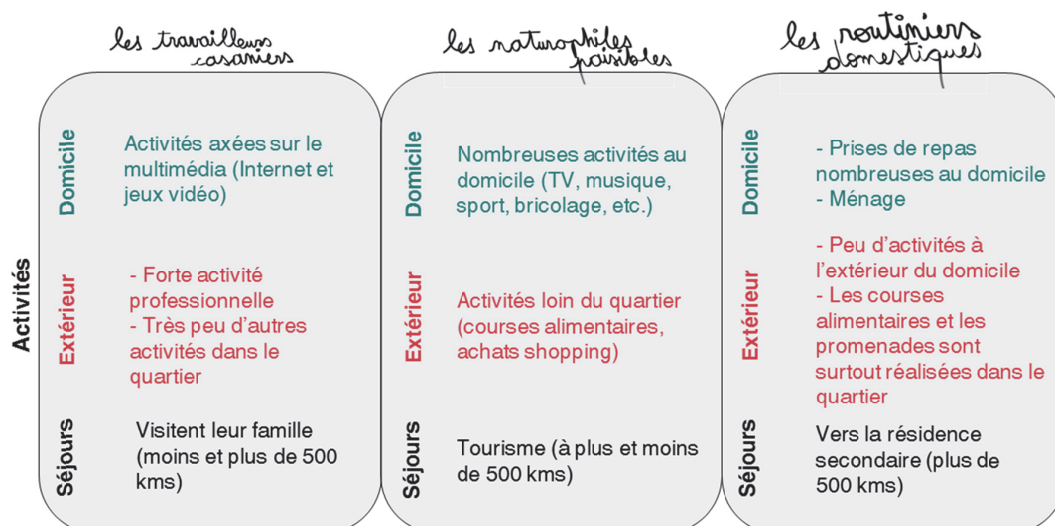 les travailleurs
casaniers
les naturophiles
paisibles
les routiniers
domestiques
Activités
Domicile
Activités axées sur le
multimédia (Internet et
jeux vidéo)
Extérieur
- Forte activité
professionnelle
- Très peu d'autres
activités dans le
quartier
Séjours
Visitent leur famille
(moins et plus de 500
kms)
Domicile
Nombreuses activités au
domicile (TV, musique,
sport, bricolage, etc.)
Extérieur
Activités loin du quartier
(courses alimentaires,
achats shopping)
Séjours
Tourisme (à plus et moins
de 500 kms)
Domicile
- Prises de repas
nombreuses au domicile
- Ménage
Extérieur
- Peu d'activités à
l'extérieur du domicile
- Les courses
alimentaires et les
promenades sont
surtout réalisées dans le
quartier
Séjours
Vers la résidence
secondaire (plus de
500 kms)